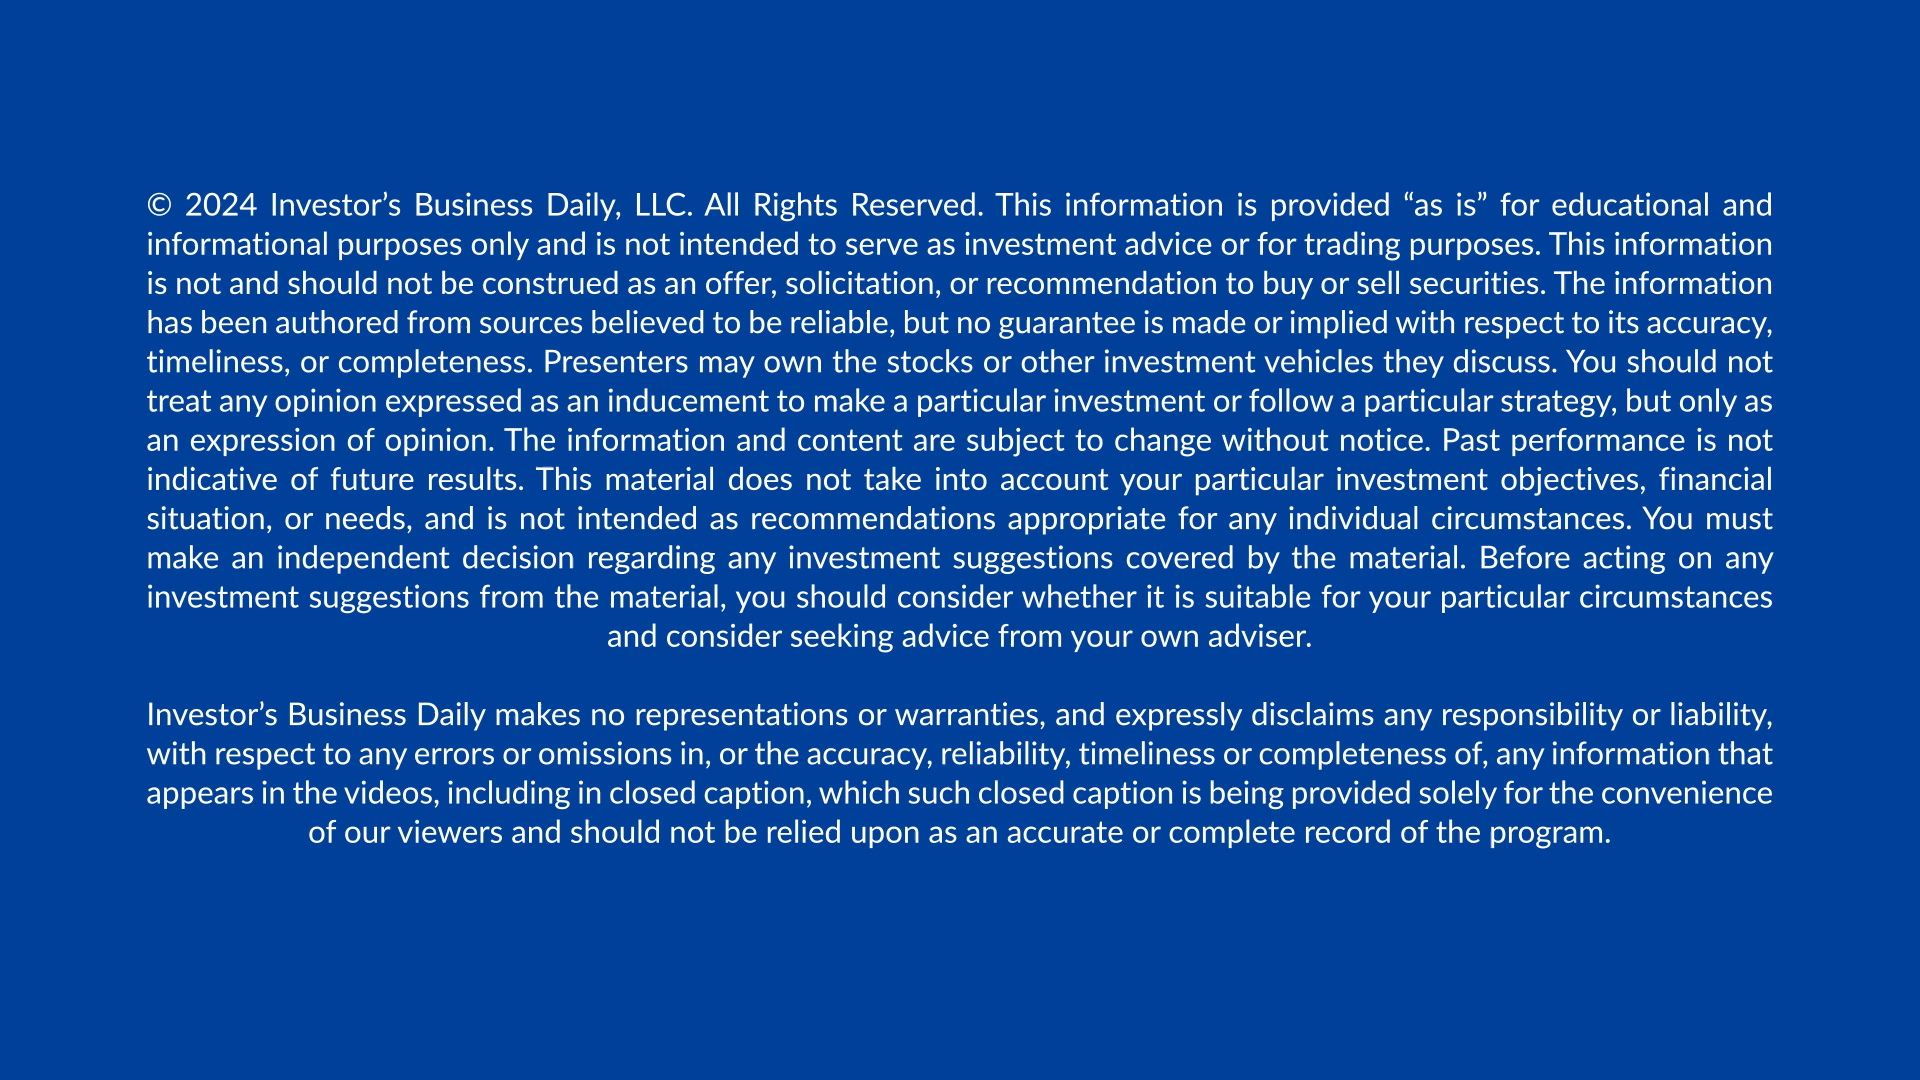 © 2024 Investor’s Business Daily, LLC. All Rights Reserved. This information is provided “as is” for educational and
informational purposes only and is not intended to serve as investment advice or for trading purposes. This information
is not and should not be construed as an offer, solicitation, or recommendation to buy or sell securities. The information
has been authored from sources believed to be reliable, but no guarantee is made or implied with respect to its accuracy,
timeliness, or completeness. Presenters may own the stocks or other investment vehicles they discuss. You should not
treat any opinion expressed as an inducement to make a particular investment or follow a particular strategy, but only as
an expression of opinion. The information and content are subject to change without notice. Past performance is not
indicative of future results. This material does not take into account your particular investment objectives, financial
situation, or needs, and is not intended as recommendations appropriate for any individual circumstances. You must
make an independent decision regarding any investment suggestions covered by the material. Before acting on any
investment suggestions from the material, you should consider whether it is suitable for your particular circumstances
and consider seeking advice from your own adviser.
Investor’s Business Daily makes no representations or warranties, and expressly disclaims any responsibility or liability,
with respect to any errors or omissions in, or the accuracy, reliability, timeliness or completeness of, any information that
appears in the videos, including in closed caption, which such closed caption is being provided solely for the convenience
of our viewers and should not be relied upon as an accurate or complete record of the program.